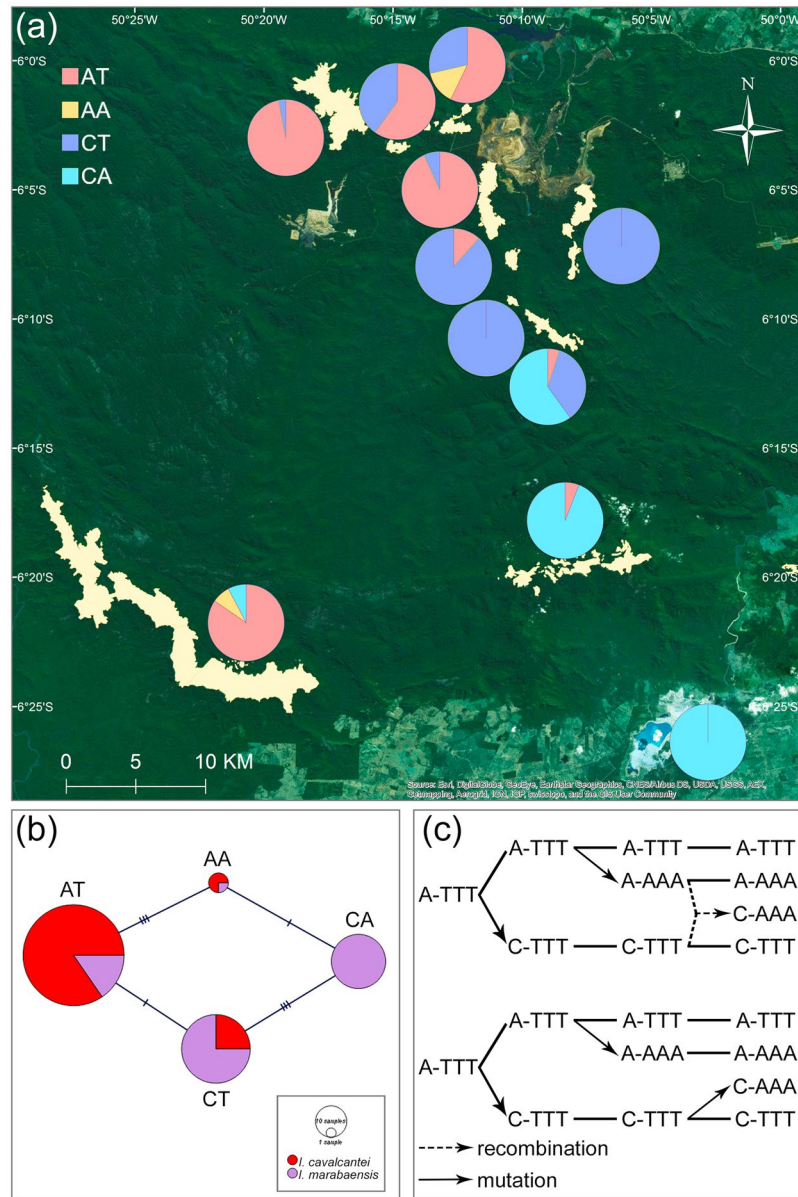 (a)
50°25'W 50°20'W 50°15'W 50°10'W 50°5'W 50°0'W
AT
AA
CT
CA
N
6°0'S 6°0'S
6°5'S 6°5'S
6°10'S 6°10'S
6°15'S 6°15'S
6°20'S 6°20'S
6°25'S 6°25'S
0 5 10 KM
Source: Esri, DigitalGlobe, GeoEye, Earthstar Geographics, CNES/Airbus DS, USDA, USGS, AEX,
Getmapping, Aerogrid, IGN, IGP, swisstopo, and the GIS User Community
(b)
AA
AT
CA
CT
10 samples
1 sample
I. cavalcantei
I. marabaensis
(c)
A-TTT A-TTT A-TTT
A-AAA A-AAA
A-TTT
C-AAA
C-TTT C-TTT C-TTT
A-TTT A-TTT A-TTT
A-AAA A-AAA
A-TTT
C-AAA
C-TTT C-TTT C-TTT
recombination
mutation